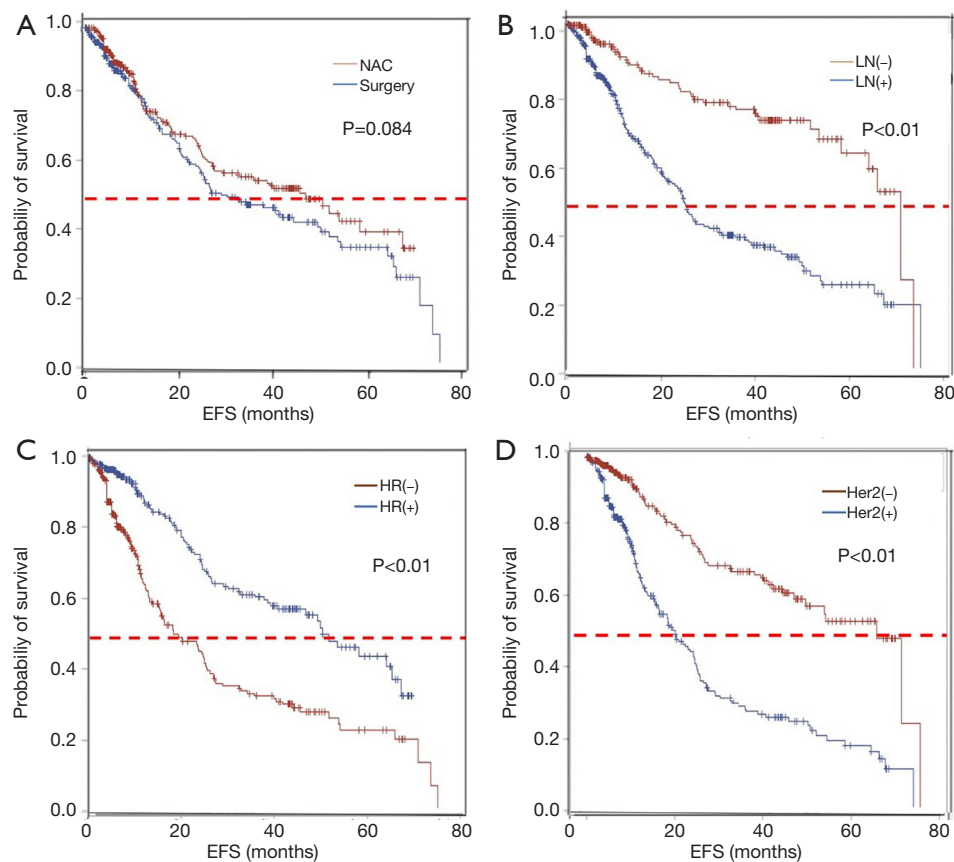 A
Probability of survival
1.0
0.8
0.6
0.4
0.2
0.0
NAC
Surgery
P=0.084
0 20 40 60 80
EFS (months)
B
Probability of survival
1.0
0.8
0.6
0.4
0.2
0.0
LN(−)
LN(+)
P<0.01
0 20 40 60 80
EFS (months)
C
Probability of survival
1.0
0.8
0.6
0.4
0.2
0.0
HR(−)
HR(+)
P<0.01
0 20 40 60 80
EFS (months)
D
Probability of survival
1.0
0.8
0.6
0.4
0.2
0.0
Her2(−)
Her2(+)
P<0.01
0 20 40 60 80
EFS (months)